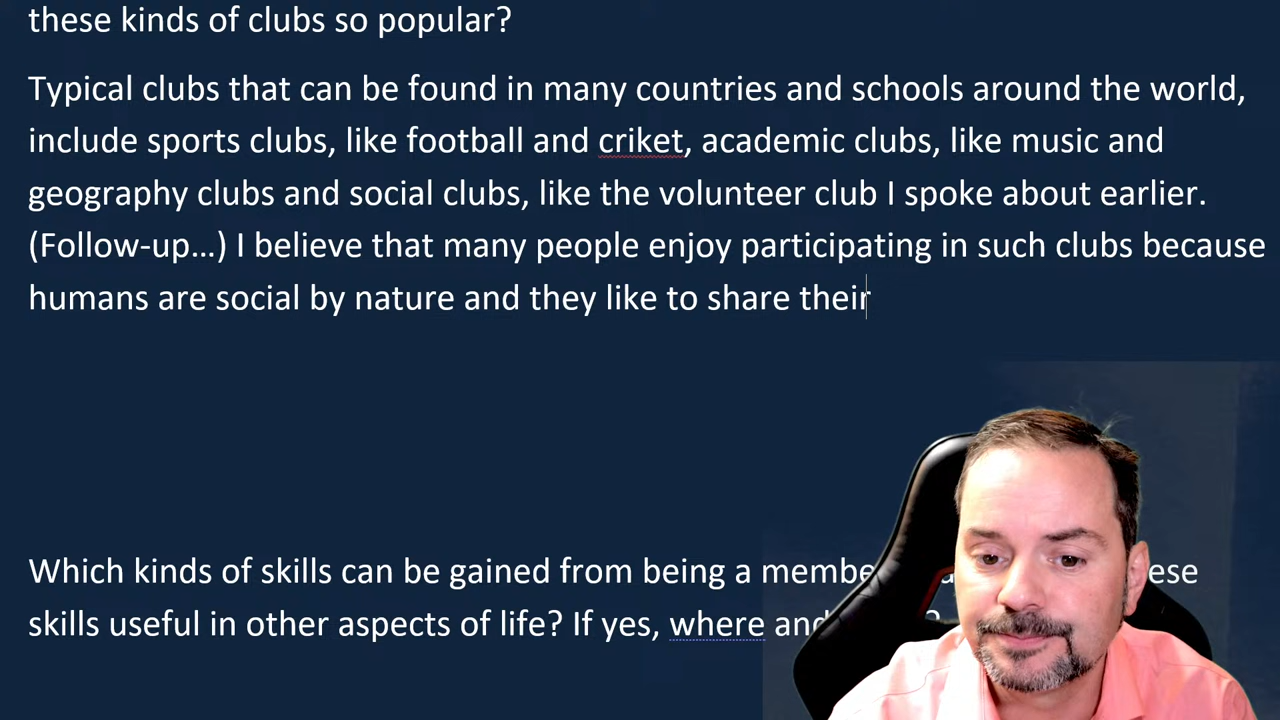 these kinds of clubs so popular?
Typical clubs that can be found in many countries and schools around the world,
include sports clubs, like football and criket, academic clubs, like music and
geography clubs and social clubs, like the volunteer club I spoke about earlier.
(Follow-up…) I believe that many people enjoy participating in such clubs because
humans are social by nature and they like to share their
Which kinds of skills can be gained from being a
skills useful in other aspects of life? If yes, where